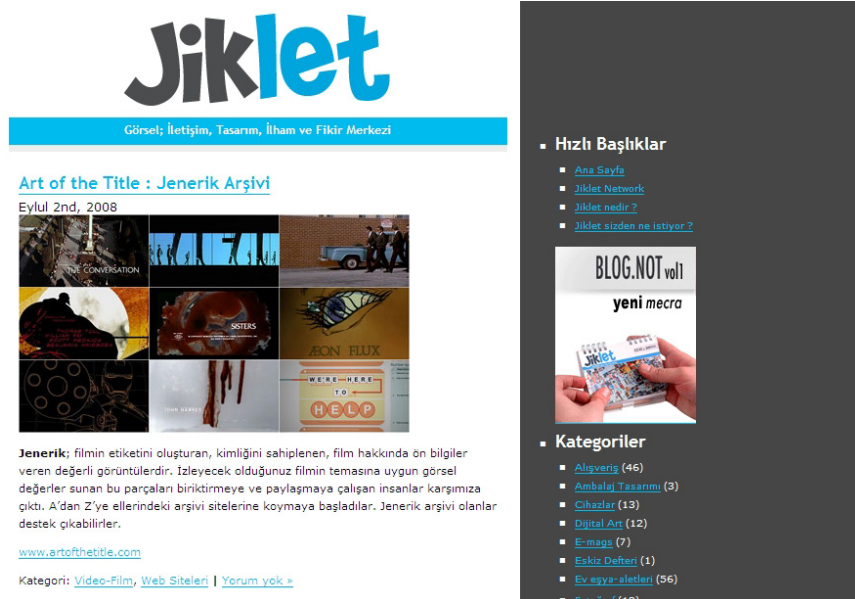 Jiklet
Görsel; İletişim, Tasarım, İlham ve Fikir Merkezi
Art of the Title : Jenerik Arşivi
Eylul 2nd, 2008
THE CONVERSATION
SISTERS
ÆON FLUX
WE'RE HERE
TO
HELP
Jenerik; filmin etiketini oluşturan, kimliğini sahiplenen, film hakkında ön bilgiler
veren değerli görüntülerdir. İzleyecek olduğunuz filmin temasına uygun görsel
değerler sunan bu parçaları biriktirmeye ve paylaşmaya çalışan insanlar karşımıza
çıktı. A'dan Z'ye ellerindeki arşivi sitelerine koymaya başladılar. Jenerik arşivi olanlar
destek çıkabilirler.
www.artofthetitle.com
Kategori: Video-Film, Web Siteleri | Yorum yok »
Hızlı Başlıklar
Ana Sayfa
Jiklet Network
Jiklet nedir ?
Jiklet sizden ne istiyor ?
BLOG.NOT vol1
yeni mecra
Jiklet
Kategoriler
Alışveriş (46)
Ambalaj Tasarımı (3)
Cihazlar (13)
Dijital Art (12)
E-mags (7)
Eskiz Defteri (1)
Ev eşya-aletleri (56)